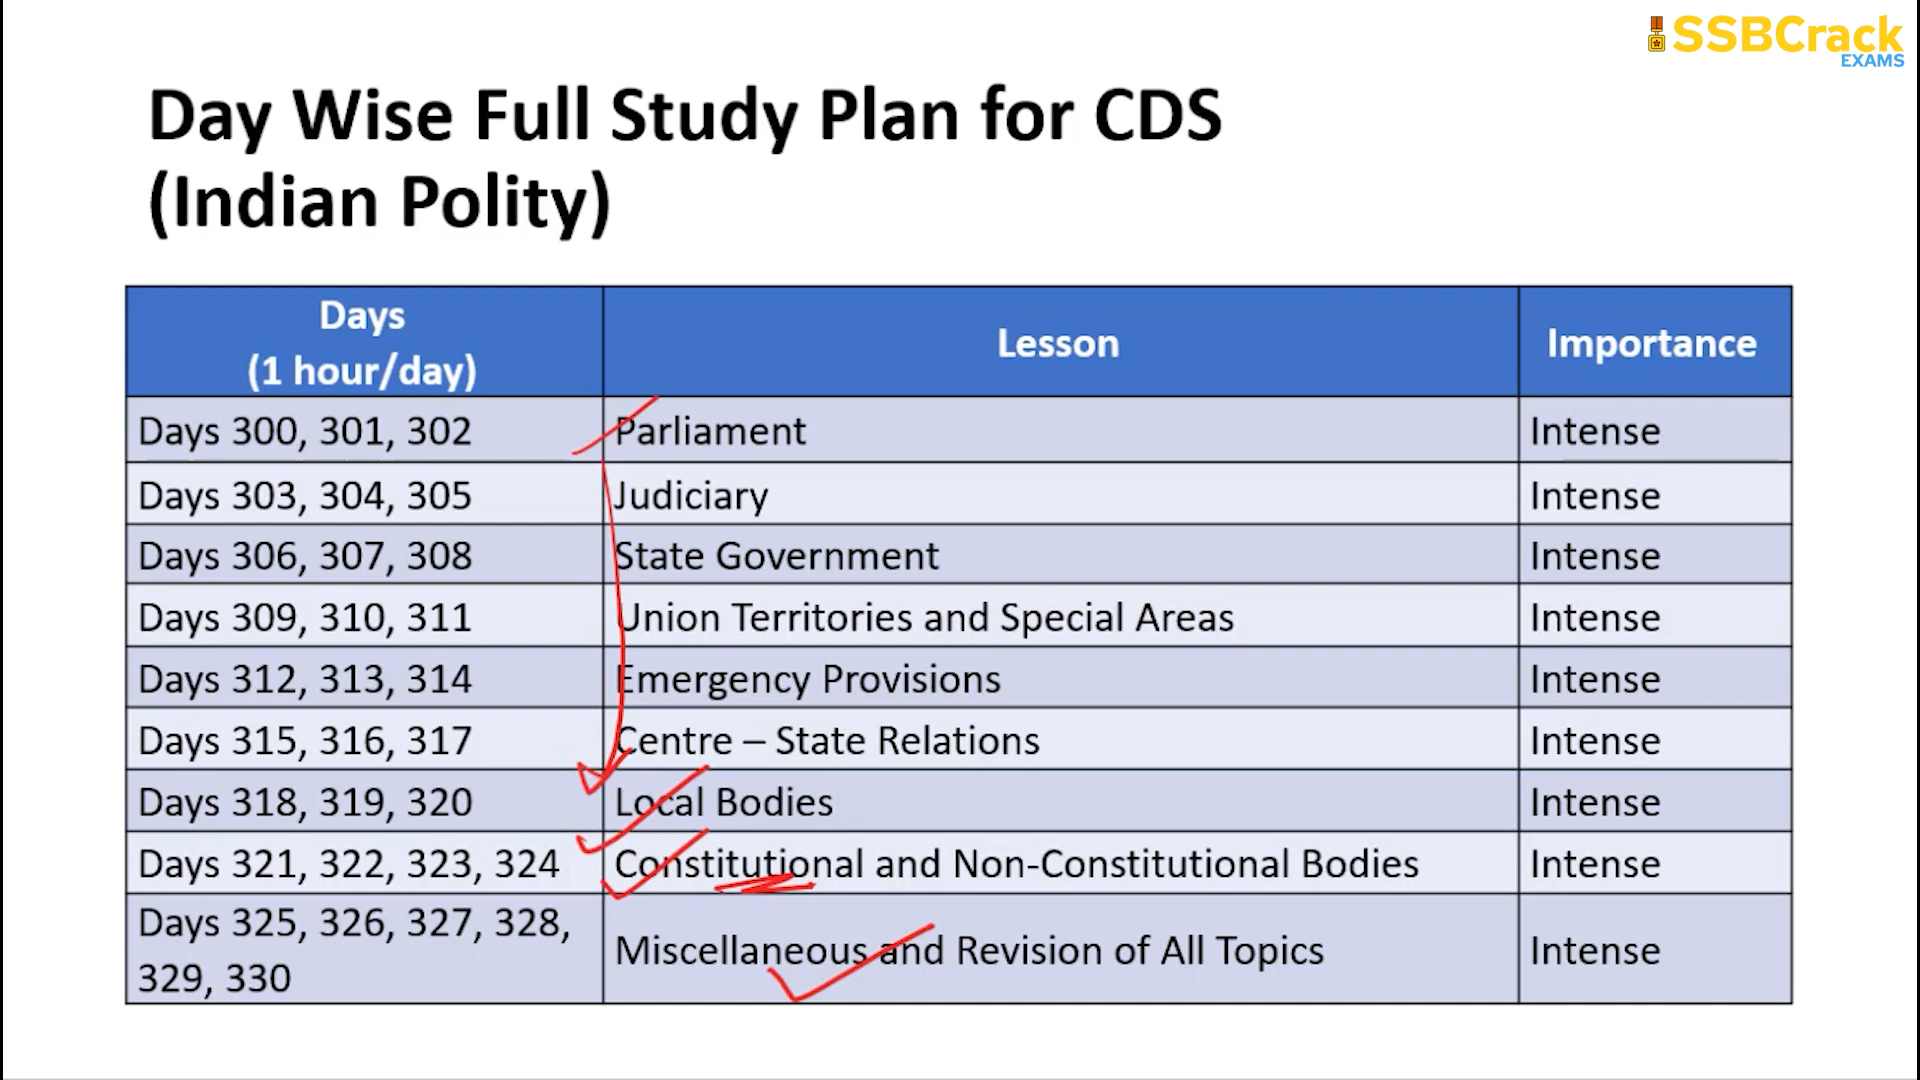 SSBCrack
EXAMS
Day Wise Full Study Plan for CDS
(Indian Polity)
Days
(1 hour/day)
Lesson
Importance
Days 300, 301, 302
Parliament
Intense
Days 303, 304, 305
Judiciary
Intense
Days 306, 307, 308
State Government
Intense
Days 309, 310, 311
Union Territories and Special Areas
Intense
Days 312, 313, 314
Emergency Provisions
Intense
Days 315, 316, 317
Centre – State Relations
Intense
Days 318, 319, 320
Local Bodies
Intense
Days 321, 322, 323, 324
Constitutional and Non-Constitutional Bodies
Intense
Days 325, 326, 327, 328,
329, 330
Miscellaneous and Revision of All Topics
Intense